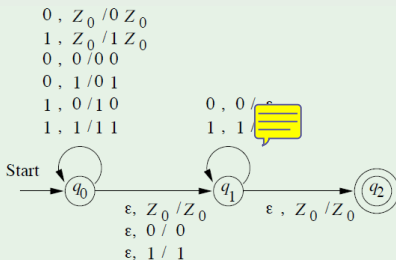 0 , Z₀ / 0 Z₀
1 , Z₀ / 1 Z₀
0 , 0 / 0 0
0 , 1 / 0 1
1 , 0 / 1 0
1 , 1 / 1 1
0 , 0 /
1 , 1 /
Start
q₀
q₁
q₂
ε, Z₀ / Z₀
ε, 0 / 0
ε, 1 / 1
ε , Z₀ / Z₀